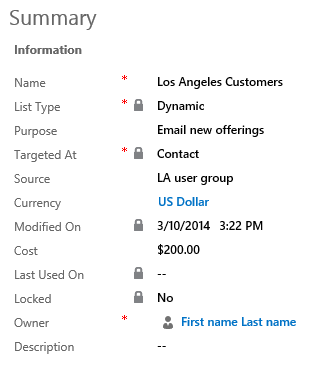 Summary
Information
Name * Los Angeles Customers
List Type * Dynamic
Purpose Email new offerings
Targeted At * Contact
Source LA user group
Currency US Dollar
Modified On 3/10/2014 3:22 PM
Cost $200.00
Last Used On --
Locked No
Owner * First name Last name
Description --